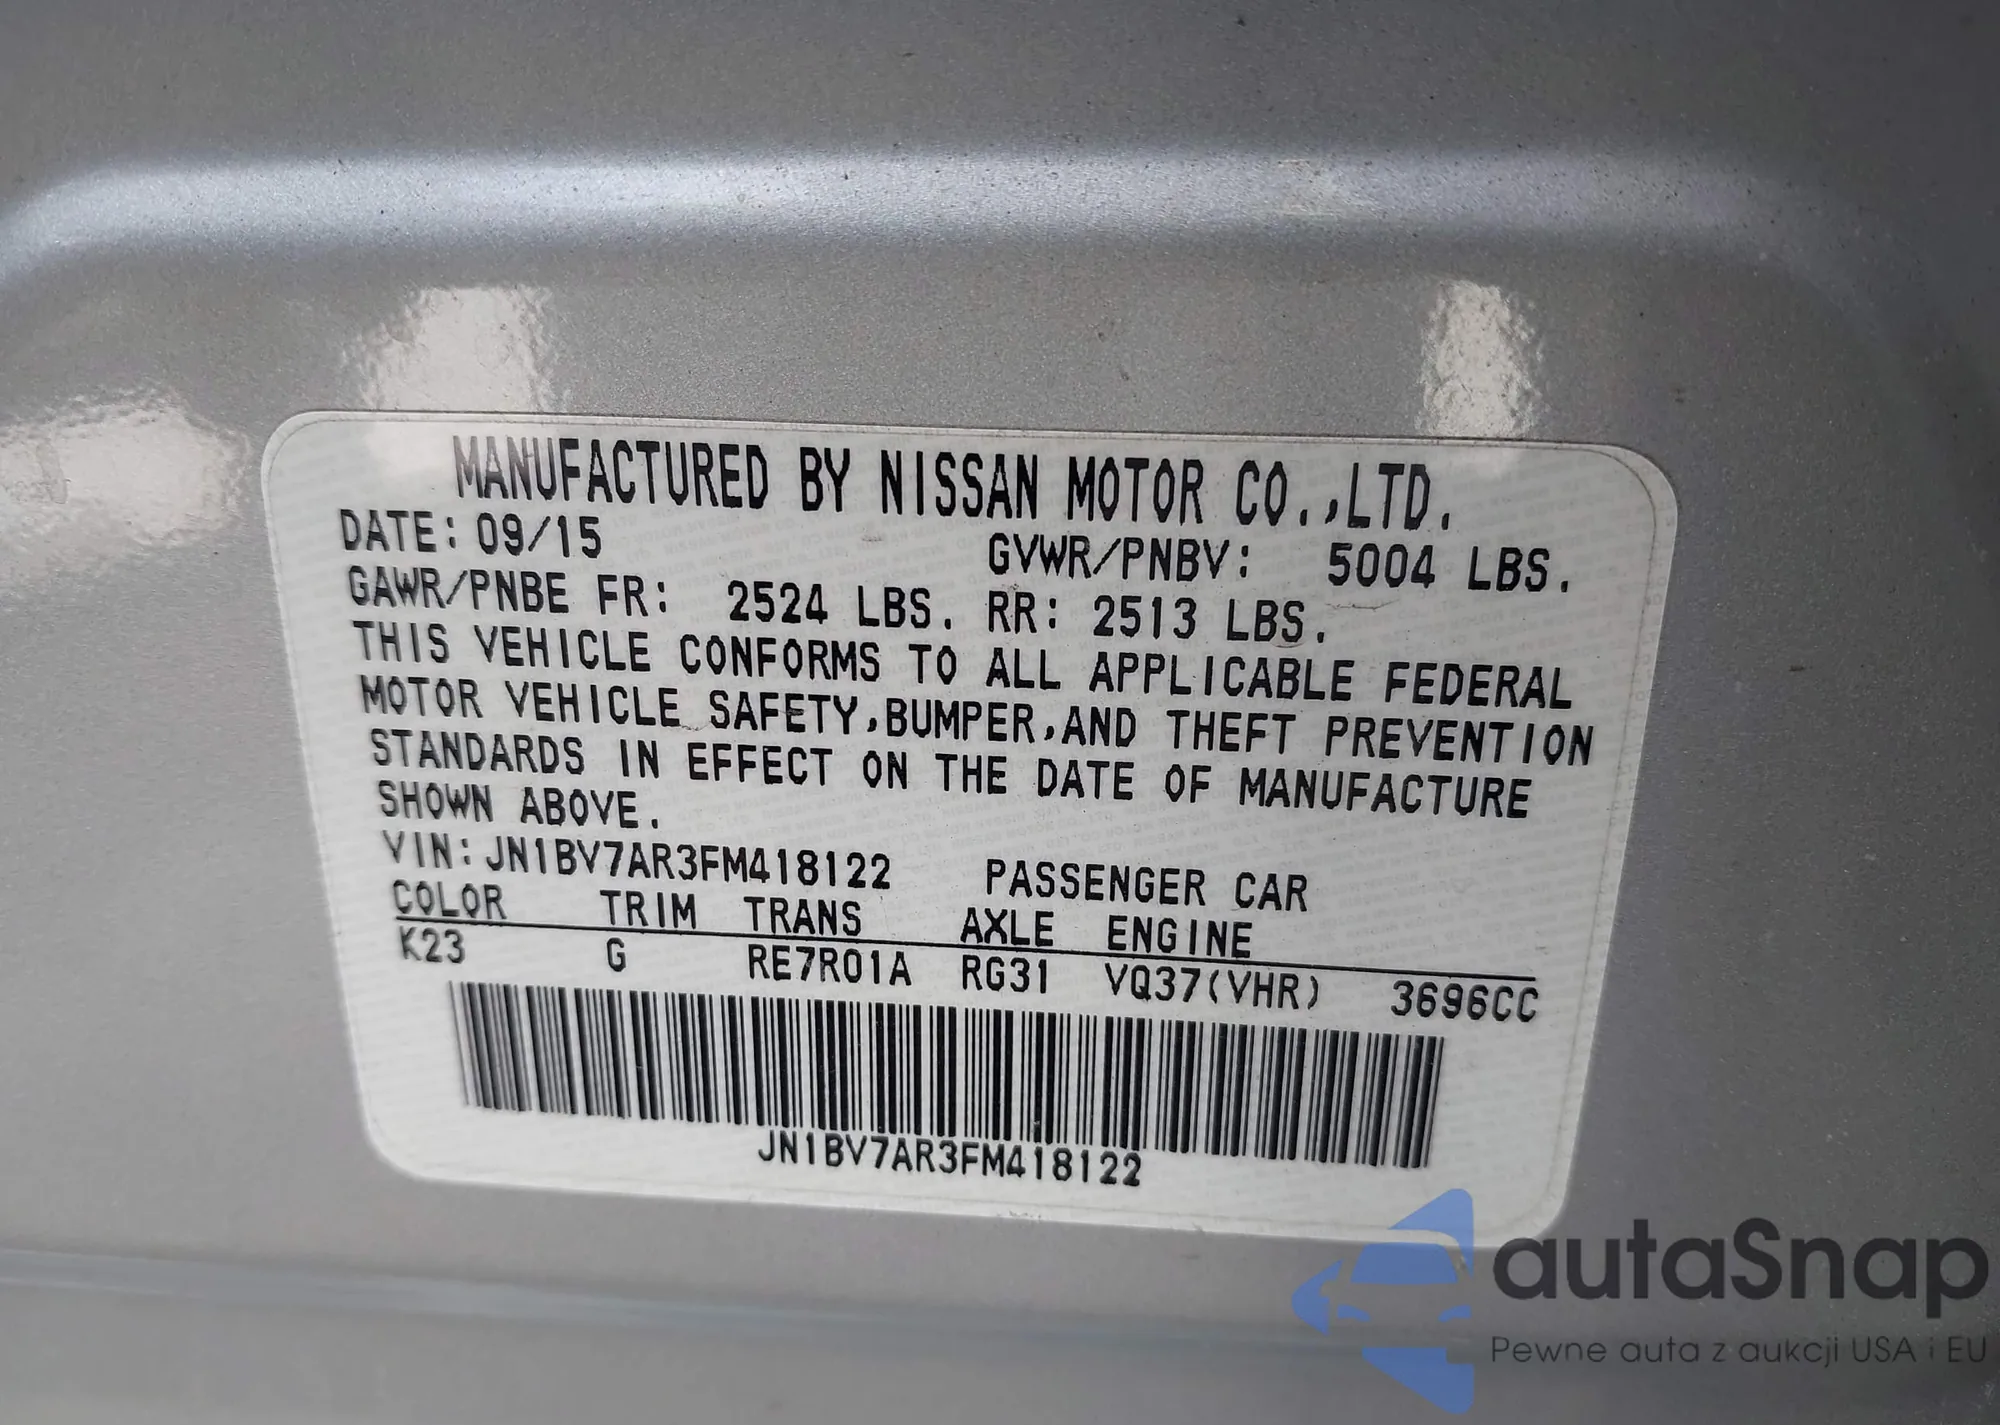 MANUFACTURED BY NISSAN MOTOR CO.,LTD.
DATE: 09/15 GVWR/PNBV: 5004 LBS.
GAWR/PNBE FR: 2524 LBS. RR: 2513 LBS.
THIS VEHICLE CONFORMS TO ALL APPLICABLE FEDERAL
MOTOR VEHICLE SAFETY,BUMPER,AND THEFT PREVENTION
STANDARDS IN EFFECT ON THE DATE OF MANUFACTURE
SHOWN ABOVE.
VIN: JN1BV7AR3FM418122 PASSENGER CAR
COLOR TRIM TRANS AXLE ENGINE
K23 G RE7R01A RG31 VQ37(VHR) 3696CC
JN1BV7AR3FM418122
autaSnap
Pewne auta z aukcji USA i EU